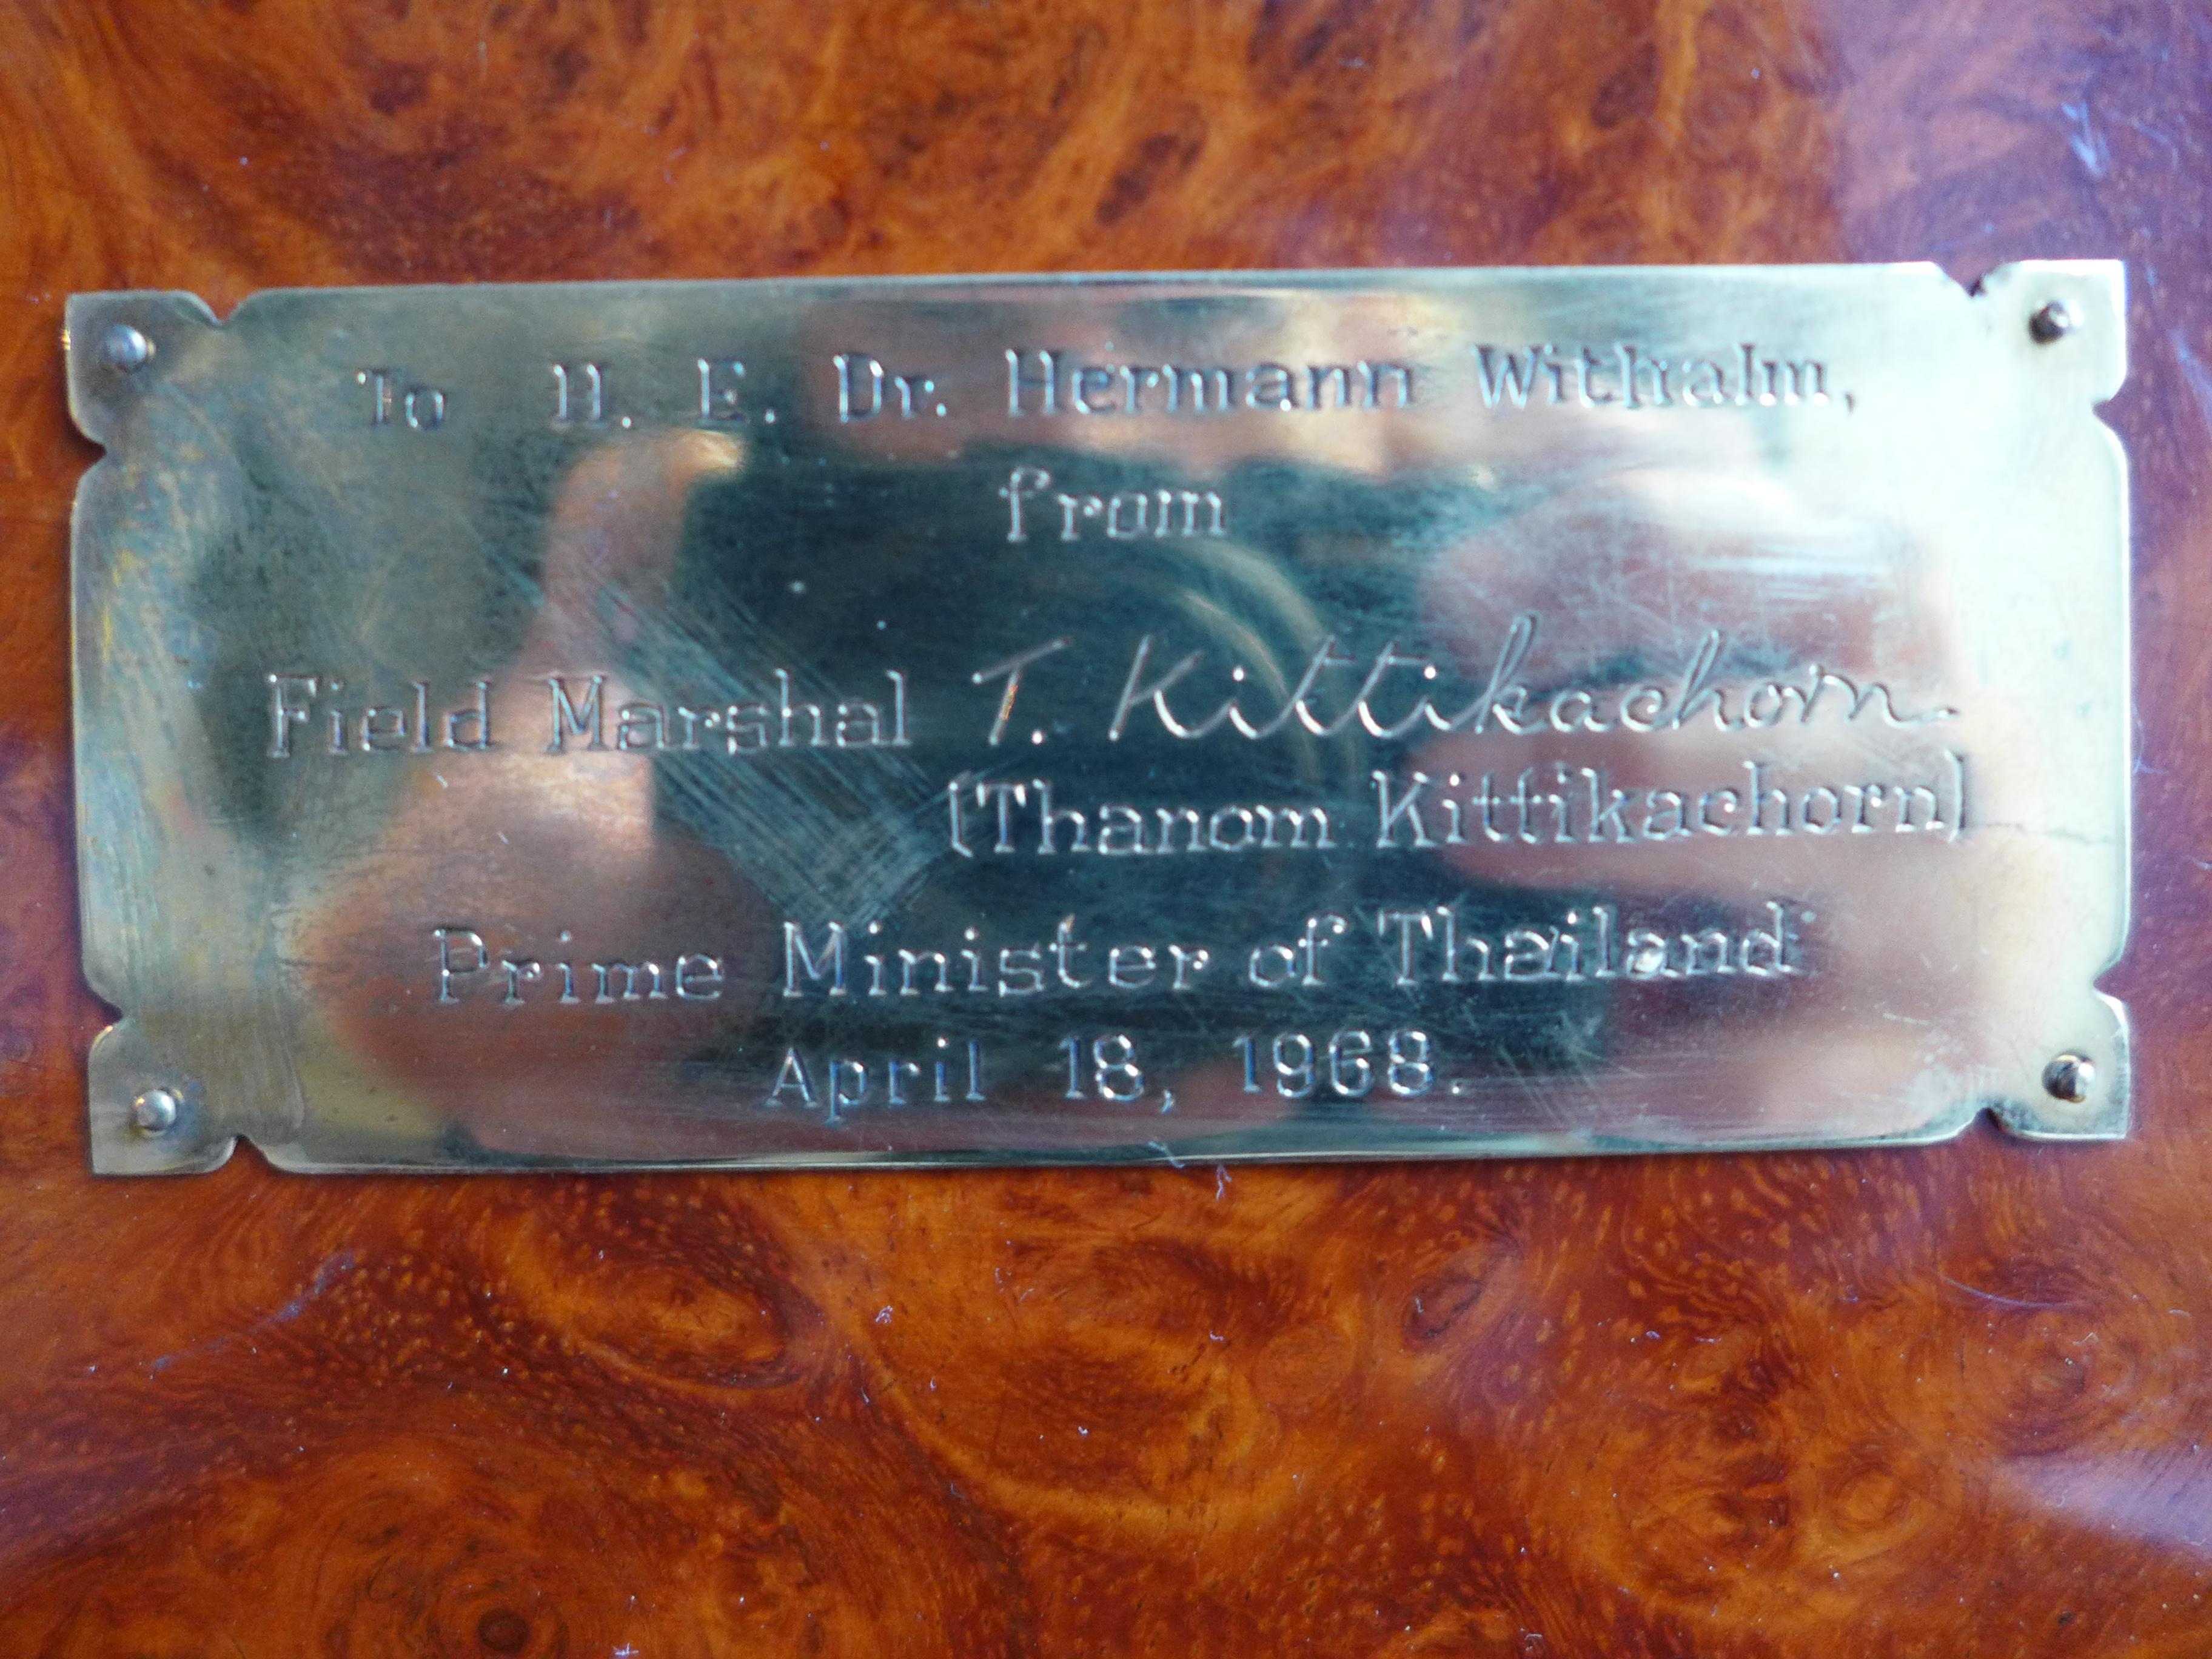 To H. E. Dr. Hermann Withalm,
from
Field Marshal T. Kittikachorn
(Thanom Kittikachorn)
Prime Minister of Thailand
April 18, 1968.